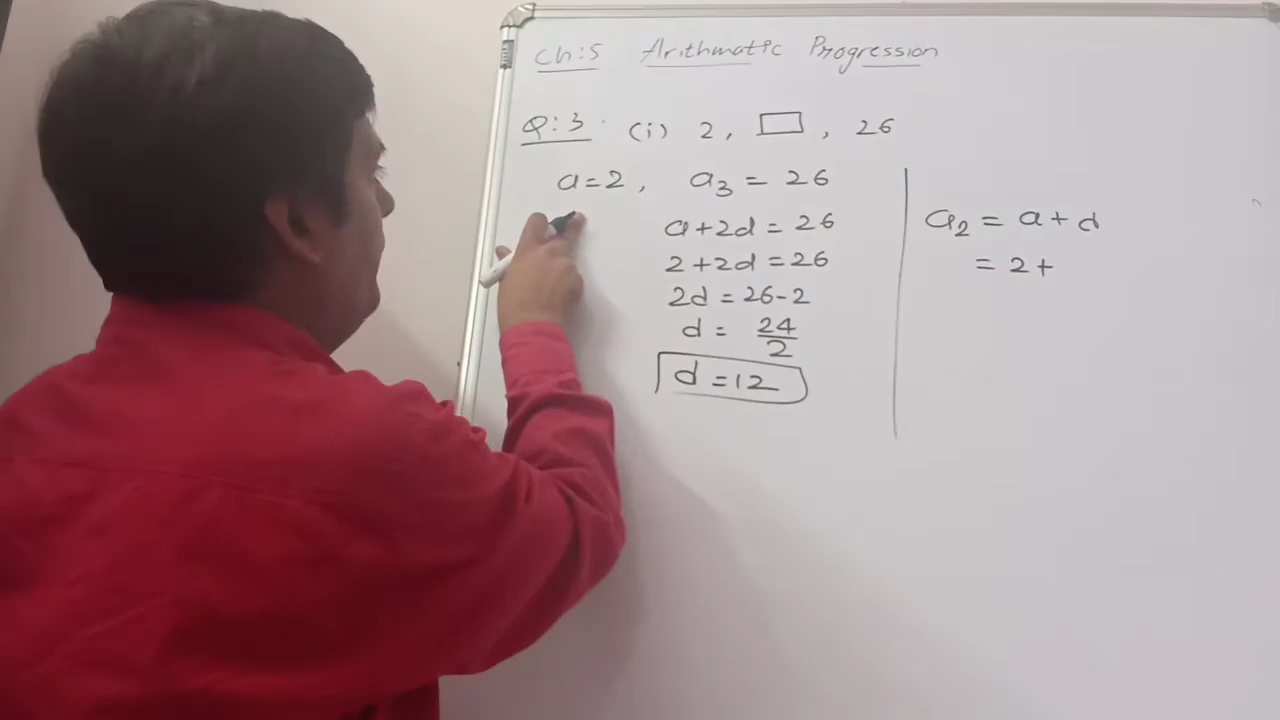 Ch:5 Arithmatic Progression
Q:3 (i) 2, □, 26
a=2, a₃ = 26
a+2d = 26
2+2d = 26
2d = 26-2
d = 24/2
d = 12
a₂ = a+d
= 2+